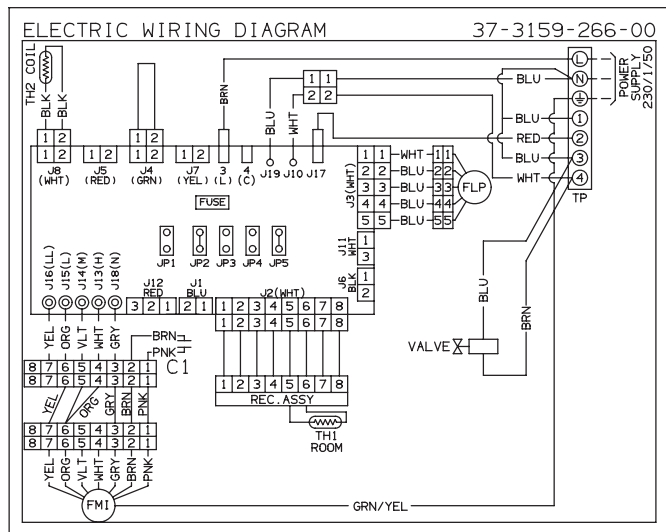 ELECTRIC WIRING DIAGRAM 37-3159-266-00
TH2 COIL
BLK
BLK
BRN
BLU
WHT
1 1
2 2
BLU
L
N
POWER
SUPPLY
230/1/50
BLU 1
RED 2
BLU 3
WHT 4
TP
1 2
1 2
J8
(WHT)
1 2
J5
(RED)
1 2
1 2
J4
(GRN)
1 2
J7
(YEL)
3
(L)
4
(C)
J19 J10 J17
FUSE
J3(WHT)
1 1 WHT 1 1
2 2 BLU 2 2
3 3 BLU 3 3
4 4 BLU 4 4
5 5 BLU 5 5
FLP
J11
WHT
1
3
J6
BLK
1
2
JP1 JP2 JP3 JP4 JP5
J16(LL)
J15(L)
J14(M)
J13(H)
J18(N)
J12
RED
3 2 1
J1
BLU
2 1
J2(WHT)
1 2 3 4 5 6 7 8
1 2 3 4 5 6 7 8
YEL
ORG
VLT
WHT
GRY
BRN
PNK
C1
8 7 6 5 4 3 2 1
8 7 6 5 4 3 2 1
YEL
ORG
GRY
BRN
PNK
8 7 6 5 4 3 2 1
8 7 6 5 4 3 2 1
YEL
ORG
VLT
WHT
GRY
BRN
PNK
FMI
GRN/YEL
1 2 3 4 5 6 7 8
REC.ASSY
TH1
ROOM
VALVE
BLU
BRN